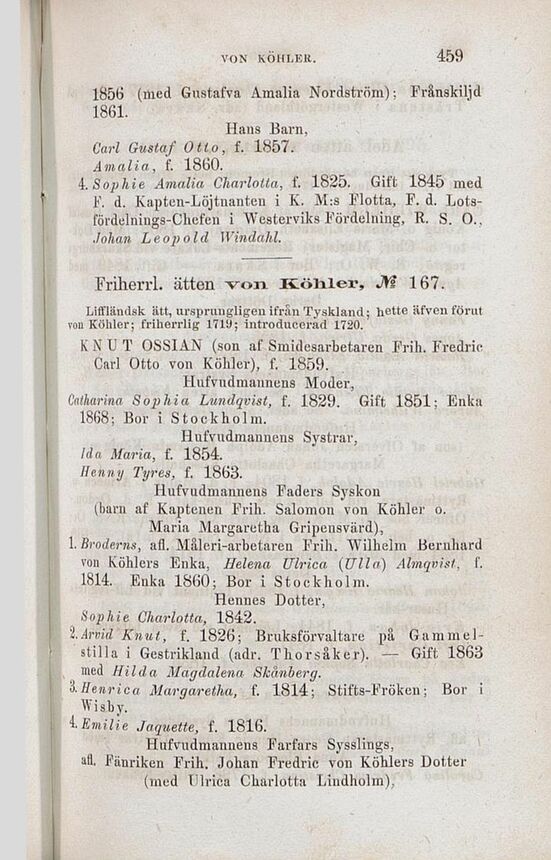 VON KÖHLER. 459
1856 (med Gustafva Amalia Nordström); Frånskiljd
1861.
Hans Barn,
Carl Gustaf Otto, f. 1857.
Amalia, f. 1860.
4. Sophie Amalia Charlotta, f. 1825. Gift 1845 med
F. d. Kapten-Löjtnanten i K. M:s Flotta, F. d. Lots-
fördelnings-Chefen i Westerviks Fördelning, R. S. O.,
Johan Leopold Windahl.
Friherrl. ätten von Köhler, № 167.
Liffländsk ätt, ursprungligen ifrån Tyskland; hette äfven förut
von Köhler; friherrlig 1719; introducerad 1720.
KNUT OSSIAN (son af Smidesarbetaren Frih. Fredric
Carl Otto von Köhler), f. 1859.
Hufvudmannens Moder,
Catharina Sophia Lundqvist, f. 1829. Gift 1851; Enka
1868; Bor i Stockholm.
Hufvudmannens Systrar,
Ida Maria, f. 1854.
Henny Tyres, f. 1863.
Hufvudmannens Faders Syskon
(barn af Kaptenen Frih. Salomon von Köhler o.
Maria Margaretha Gripensvärd),
1. Broderns, afl. Måleri-arbetaren Frih. Wilhelm Bernhard
von Köhlers Enka, Helena Ulrica (Ulla) Almqvist, f.
1814. Enka 1860; Bor i Stockholm.
Hennes Dotter,
Sophie Charlotta, 1842.
2. Arvid Knut, f. 1826; Bruksförvaltare på Gammel-
stilla i Gestrikland (adr. Thorsåker). — Gift 1863
med Hilda Magdalena Skånberg.
3. Henrica Margaretha, f. 1814; Stifts-Fröken; Bor i
Wisby.
4. Emilie Jaquette, f. 1816.
Hufvudmannens Farfars Sysslings,
afl. Fänriken Frih. Johan Fredric von Köhlers Dotter
(med Ulrica Charlotta Lindholm),